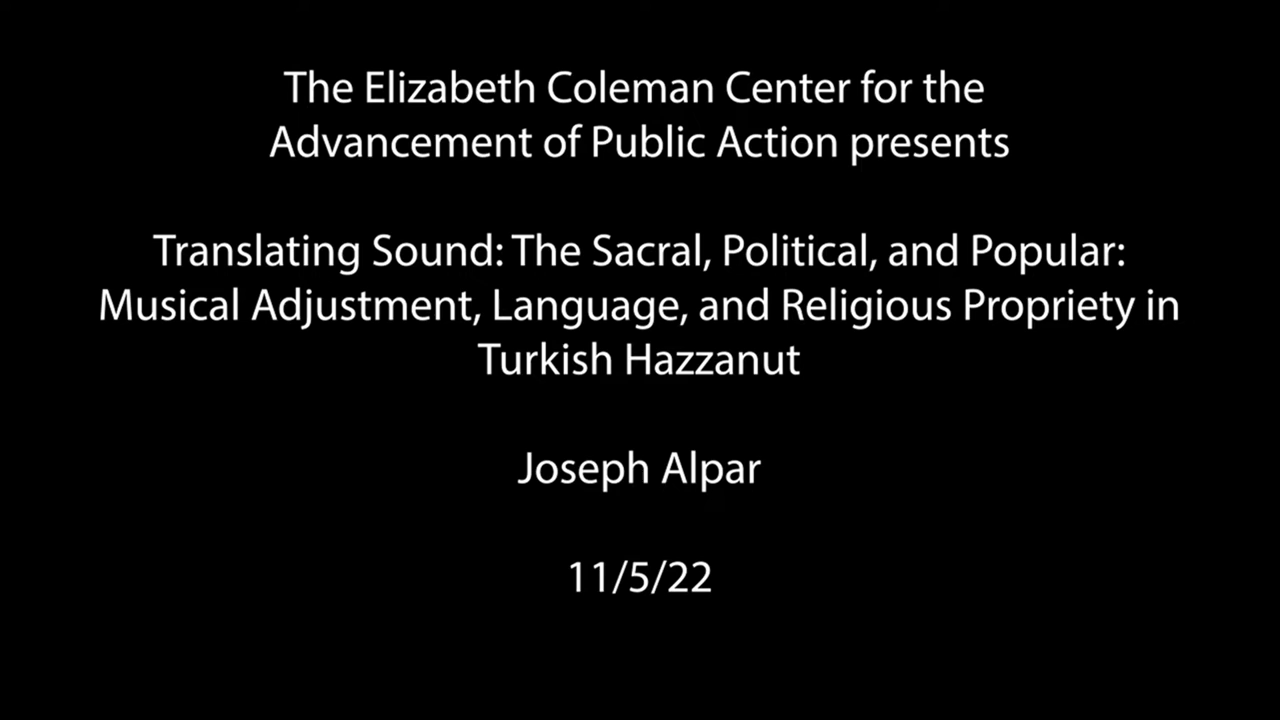 The Elizabeth Coleman Center for the
Advancement of Public Action presents
Translating Sound: The Sacral, Political, and Popular:
Musical Adjustment, Language, and Religious Propriety in
Turkish Hazzanut
Joseph Alpar
11/5/22